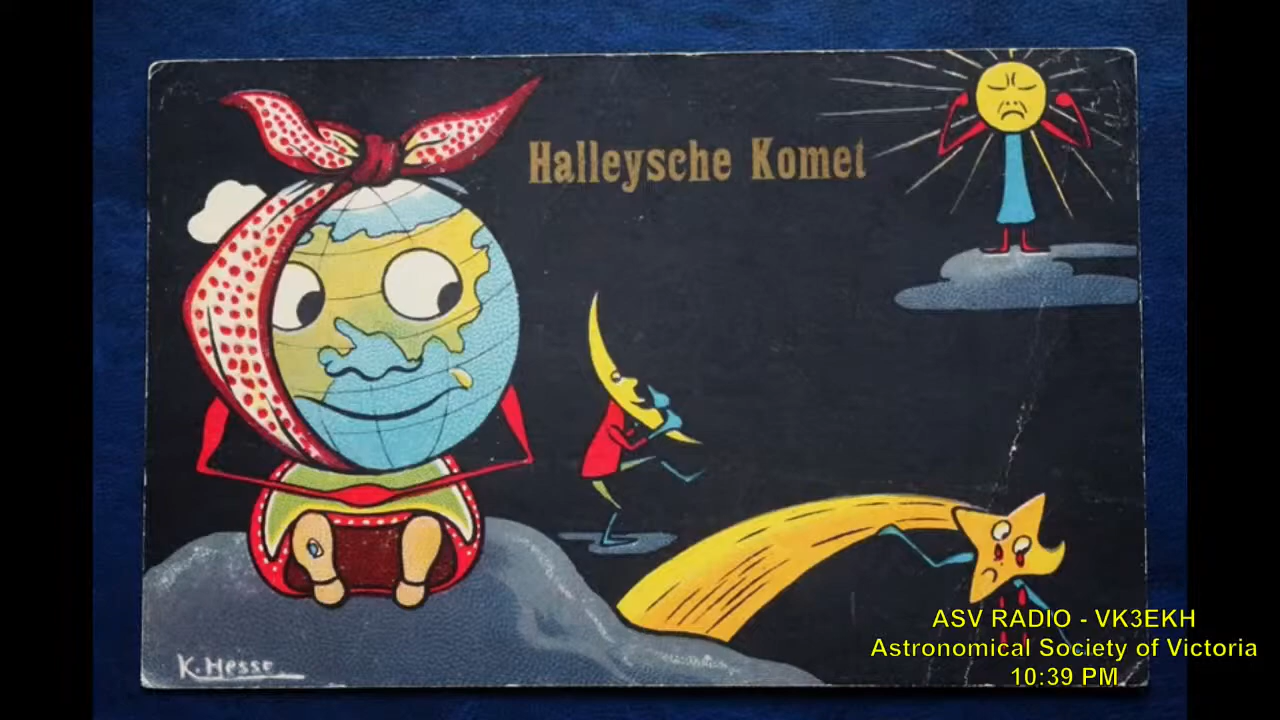 Halleysche Komet
K. Hesse
ASV RADIO - VK3EKH
Astronomical Society of Victoria
10:39 PM